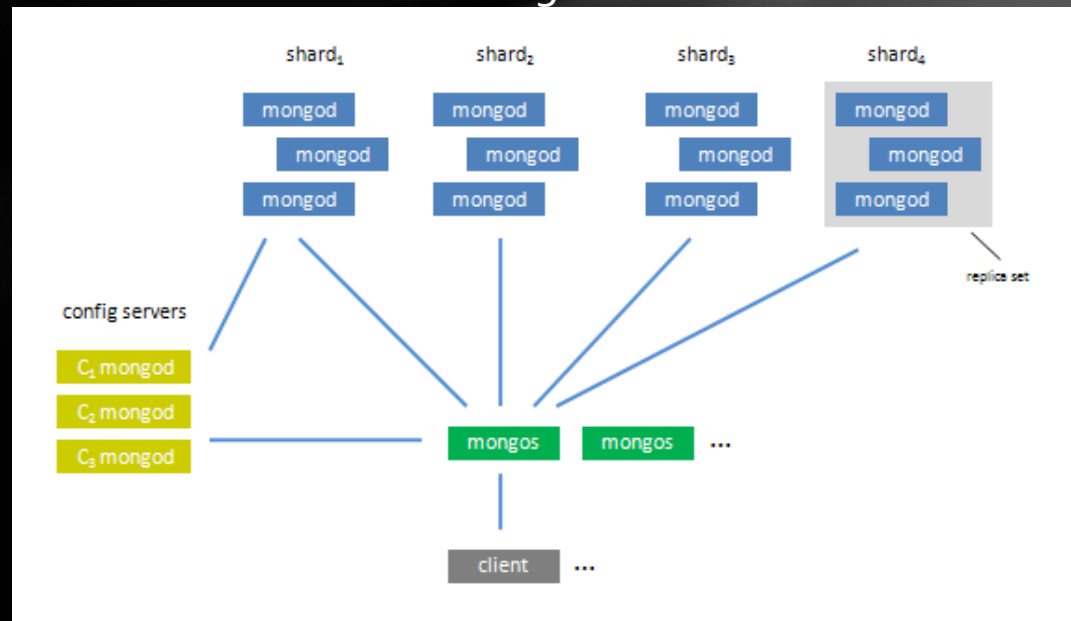 shard₁ shard₂ shard₃ shard₄
mongod mongod mongod mongod
mongod mongod mongod mongod
mongod mongod mongod mongod
replica set
config servers
C₁ mongod
C₂ mongod
C₃ mongod
mongos mongos ...
client ...